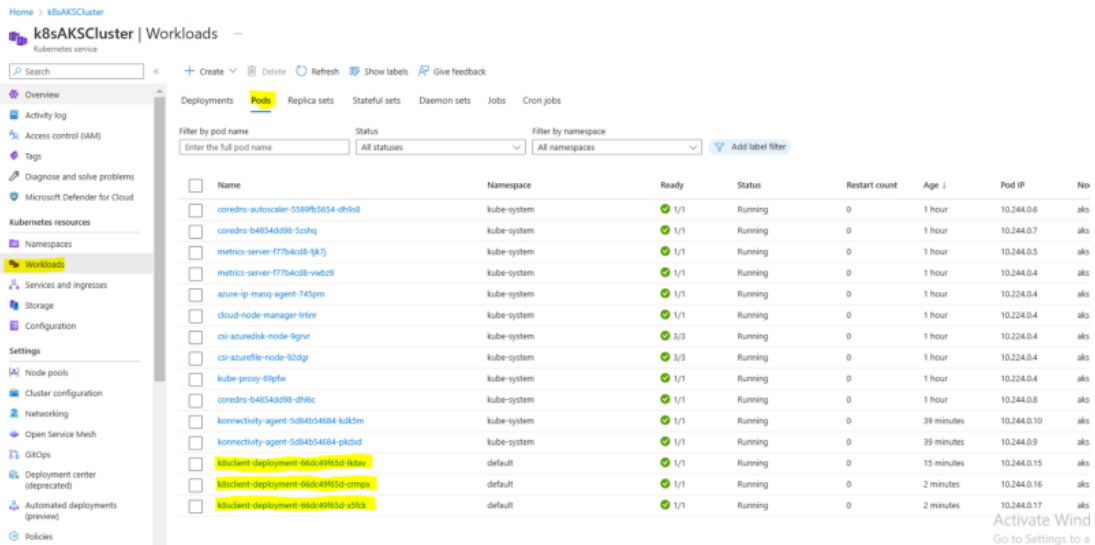 Home > k8sAKSCluster
k8sAKSCluster | Workloads ...
Kubernetes service
Search «
Create Delete Refresh Show labels Give feedback
Overview
Activity log
Access control (IAM)
Tags
Diagnose and solve problems
Microsoft Defender for Cloud
Kubernetes resources
Namespaces
Workloads
Services and ingresses
Storage
Configuration
Settings
Node pools
Cluster configuration
Networking
Open Service Mesh
GitOps
Deployment center
(deprecated)
Automated deployments
(preview)
Policies
Deployments Pods Replica sets Stateful sets Daemon sets Jobs Cron jobs
Filter by pod name Status Filter by namespace
Enter the full pod name All statuses All namespaces Add label filter
Name Namespace Ready Status Restart count Age ↓ Pod IP No
coredns-autoscaler-5589fb5654-dh9s8 kube-system 1/1 Running 0 1 hour 10.244.0.6 aks
coredns-b4854dd98-5zshq kube-system 1/1 Running 0 1 hour 10.244.0.7 aks
metrics-server-f77b4cd8-tjk7j kube-system 1/1 Running 0 1 hour 10.244.0.5 aks
metrics-server-f77b4cd8-vwbz9 kube-system 1/1 Running 0 1 hour 10.244.0.4 aks
azure-ip-masq-agent-745pm kube-system 1/1 Running 0 1 hour 10.224.0.4 aks
cloud-node-manager-lr6nr kube-system 1/1 Running 0 1 hour 10.224.0.4 aks
csi-azuredisk-node-9grvr kube-system 3/3 Running 0 1 hour 10.224.0.4 aks
csi-azurefile-node-92dgr kube-system 3/3 Running 0 1 hour 10.224.0.4 aks
kube-proxy-69pfw kube-system 1/1 Running 0 1 hour 10.224.0.4 aks
coredns-b4854dd98-dhl6c kube-system 1/1 Running 0 1 hour 10.244.0.8 aks
konnectivity-agent-5d84b54684-kdk5m kube-system 1/1 Running 0 39 minutes 10.244.0.10 aks
konnectivity-agent-5d84b54684-pkdxd kube-system 1/1 Running 0 39 minutes 10.244.0.9 aks
default 1/1 Running 0 15 minutes 10.244.0.15 aks
k8sclient-deployment-66dc49f65d-crmpx default 1/1 Running 0 2 minutes 10.244.0.16 aks
k8sclient-deployment-66dc49f65d-x5fck default 1/1 Running 0 2 minutes 10.244.0.17 aks
Activate Wind
Go to Settings to a